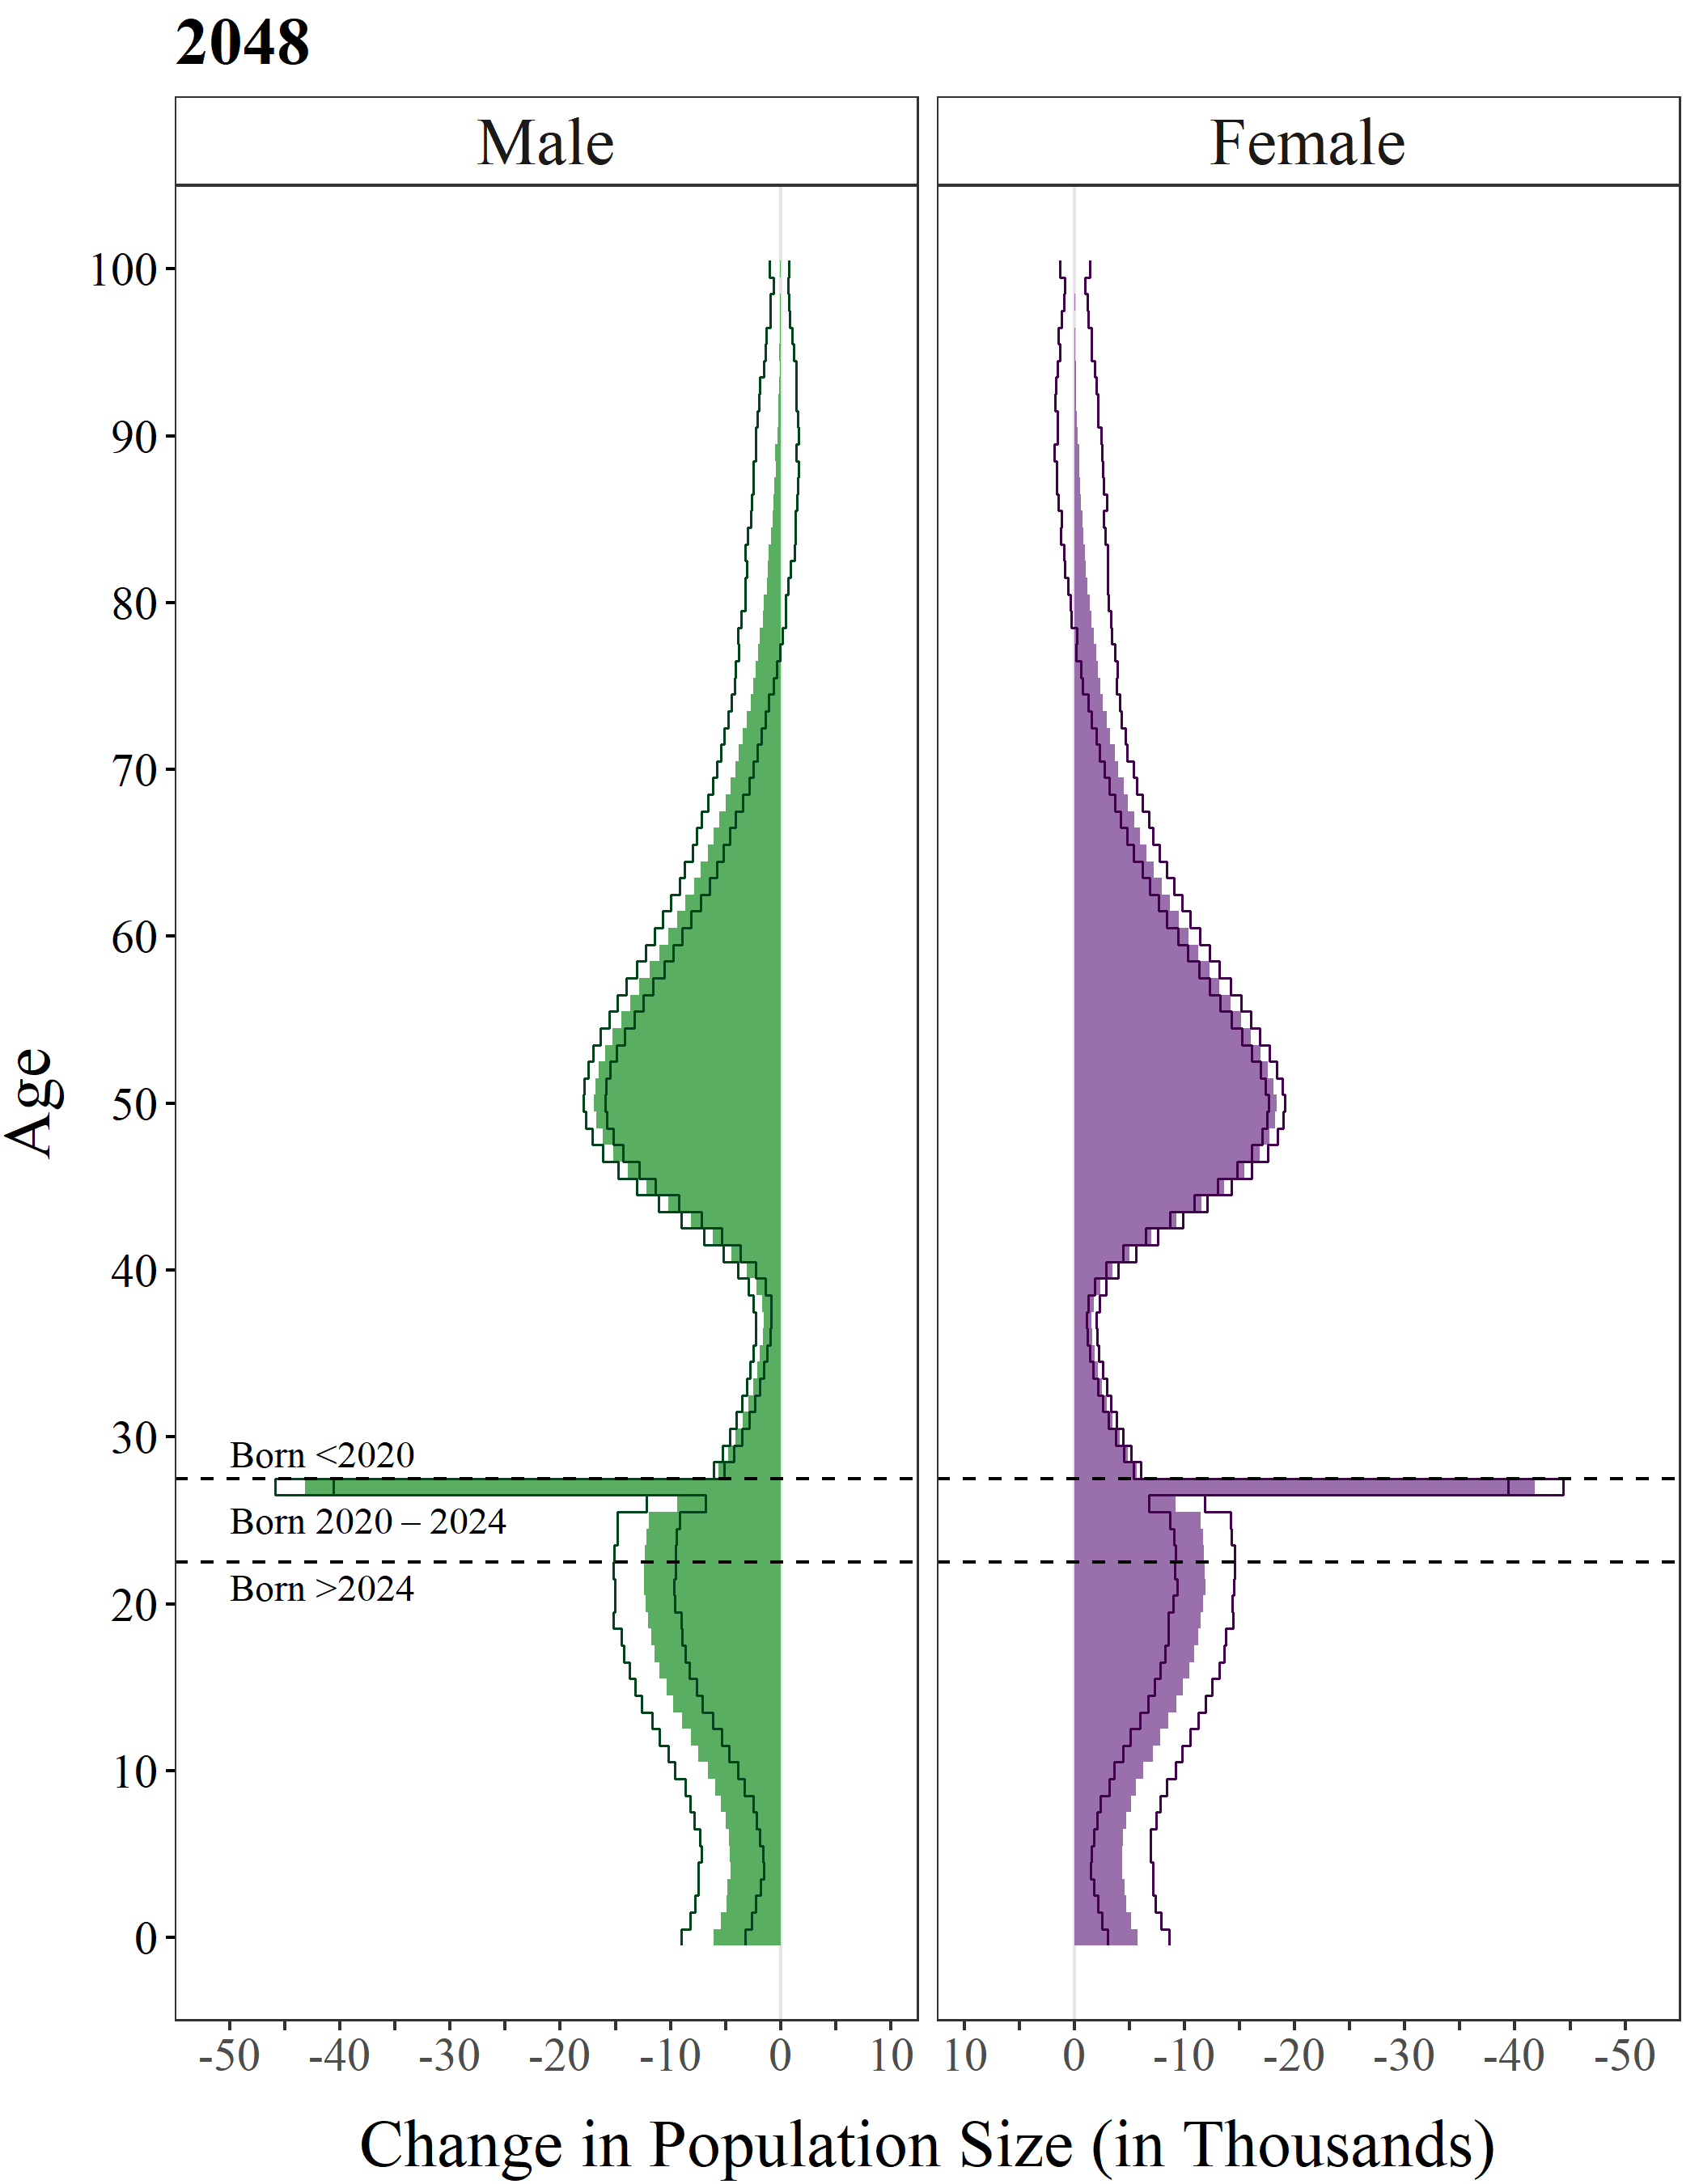 2048
Male
Female
100
90
80
70
60
50
40
30
20
10
0
Age
Born <2020
Born 2020 – 2024
Born >2024
-50 -40 -30 -20 -10 0 10
10 0 -10 -20 -30 -40 -50
Change in Population Size (in Thousands)